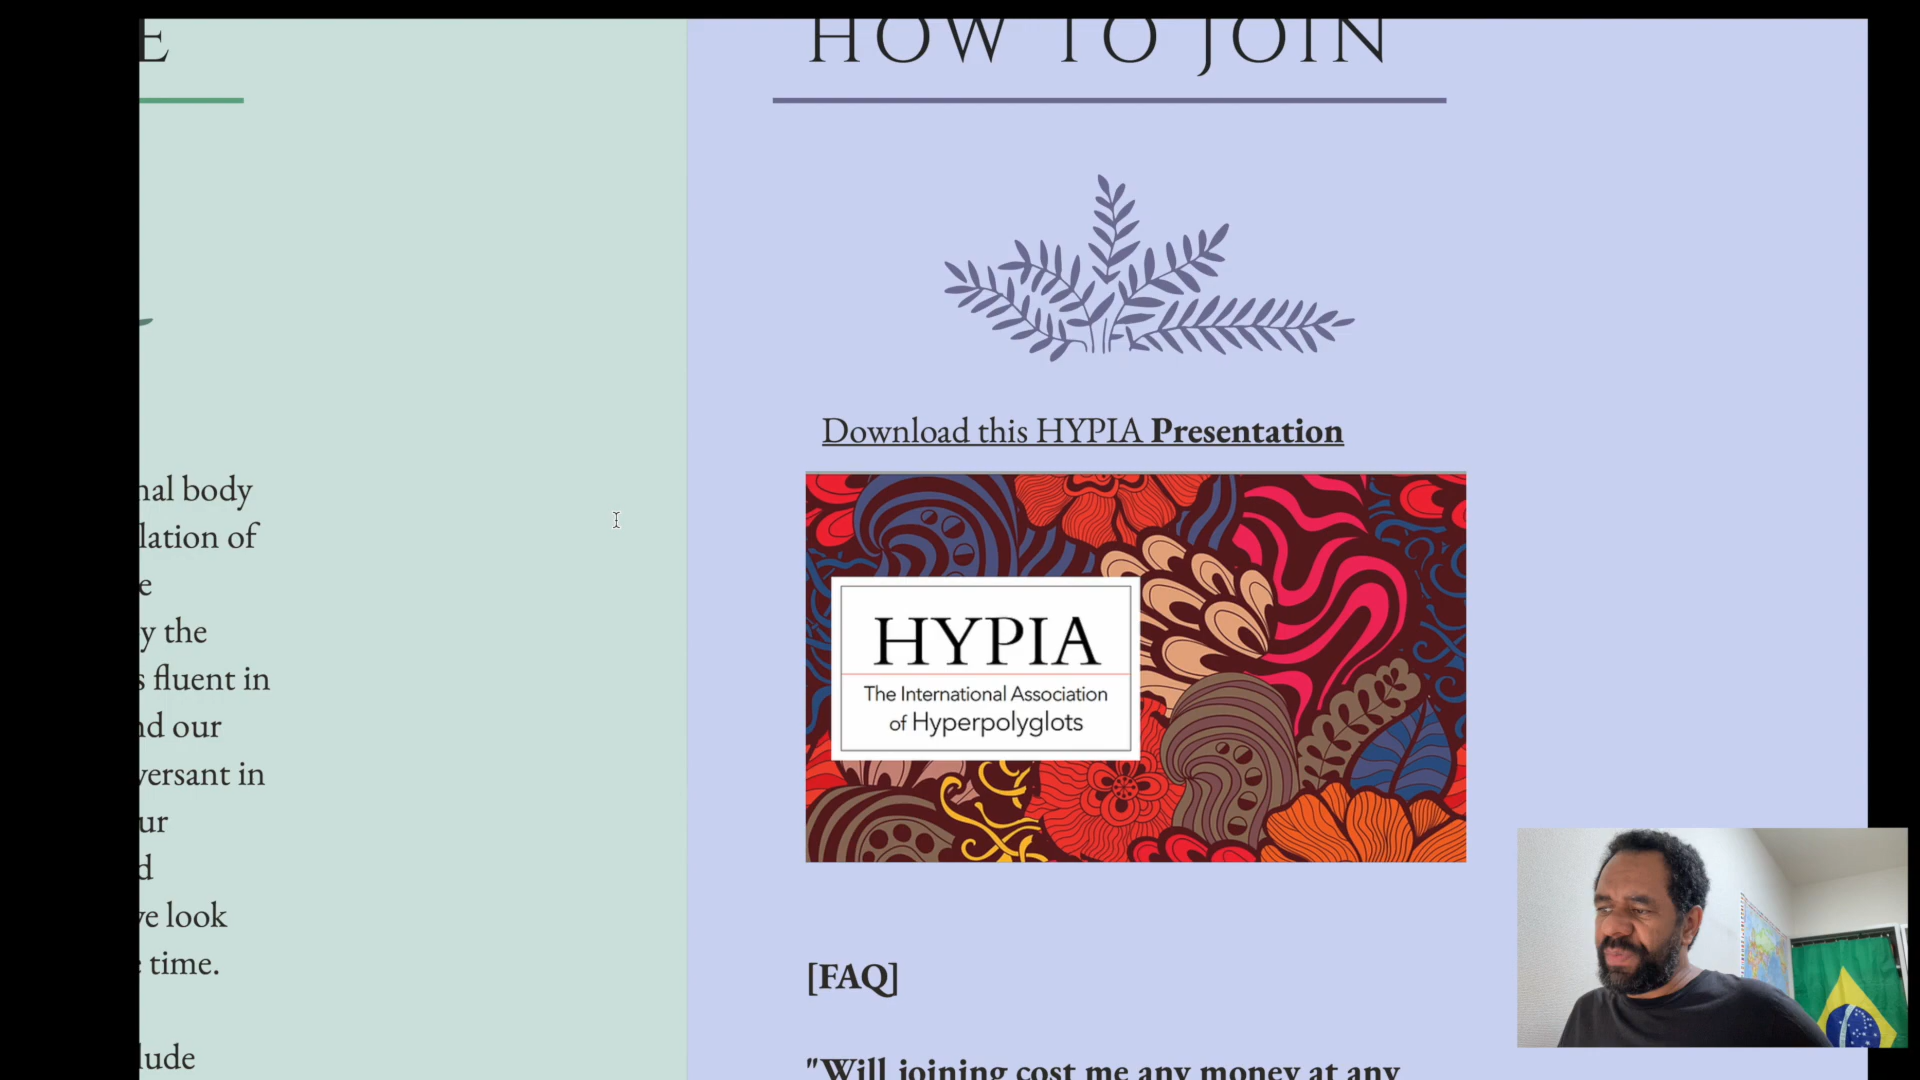 E
nal body
lation of
e
y the
s fluent in
nd our
versant in
ur
d
ve look
time.
lude
HOW TO JOIN
Download this HYPIA Presentation
HYPIA
The International Association
of Hyperpolyglots
[FAQ]
"Will joining cost me any money at any